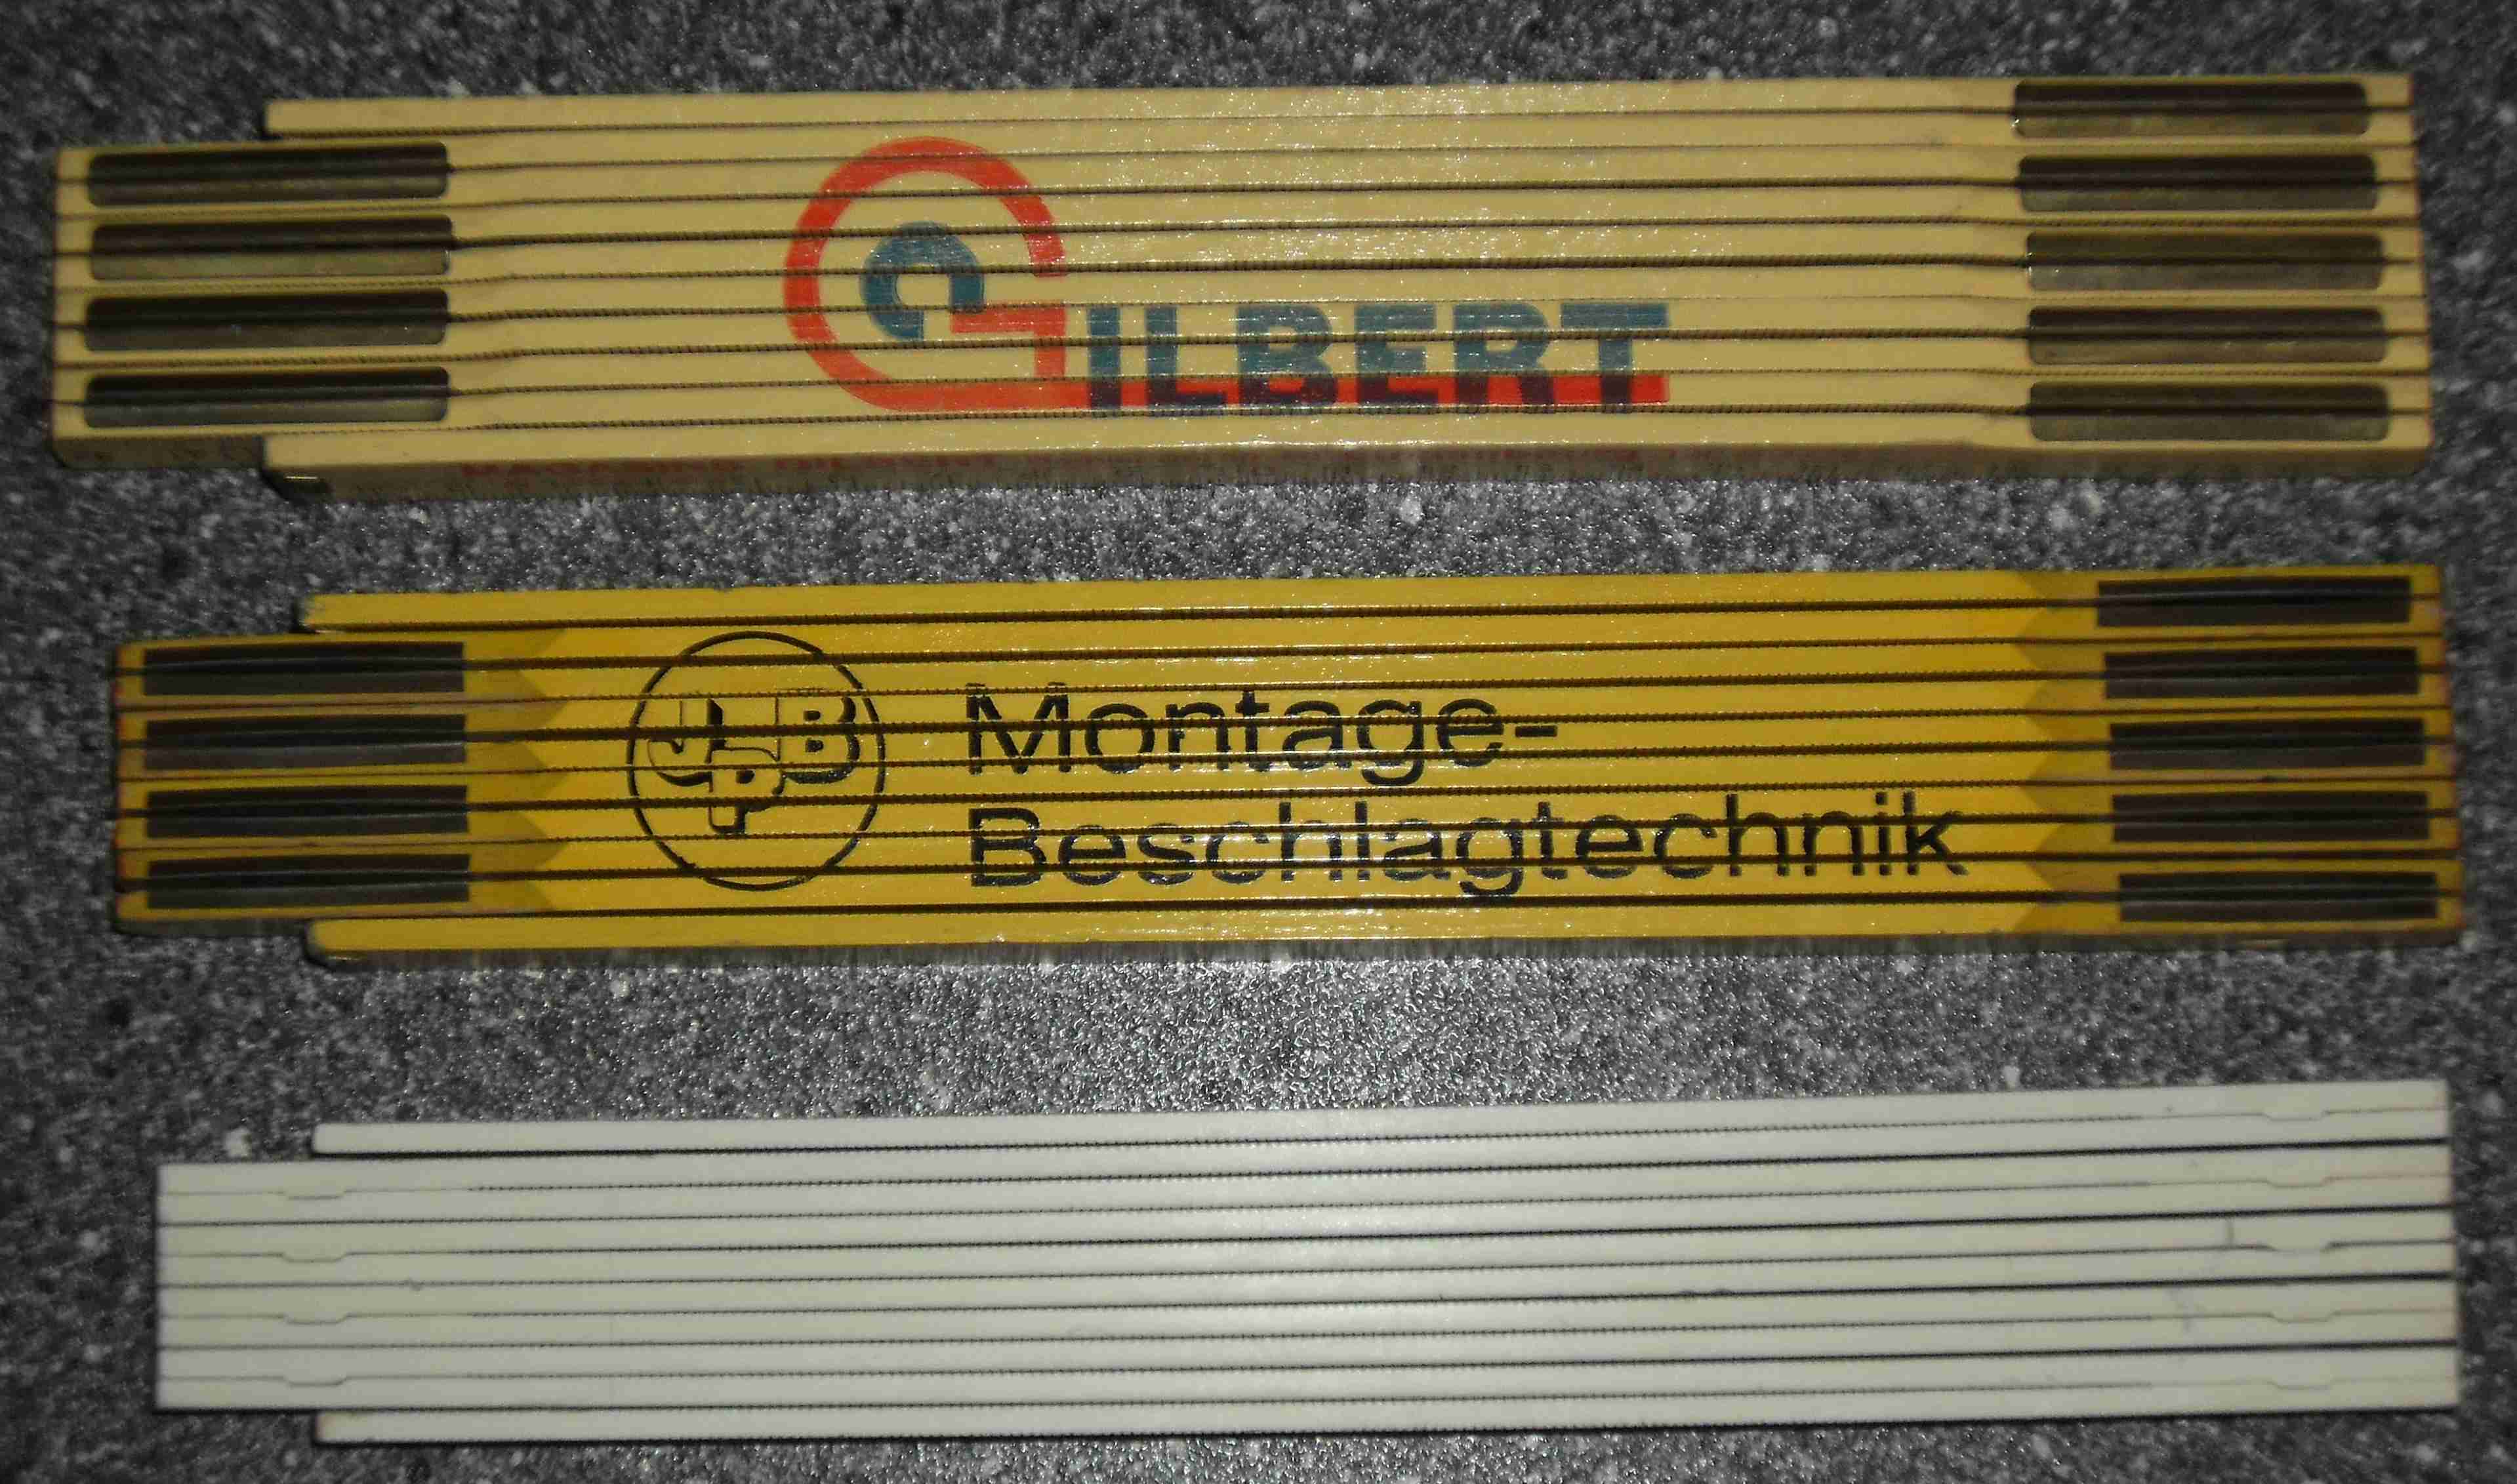 GILBERT
JPB
Montage-
Beschlagtechnik